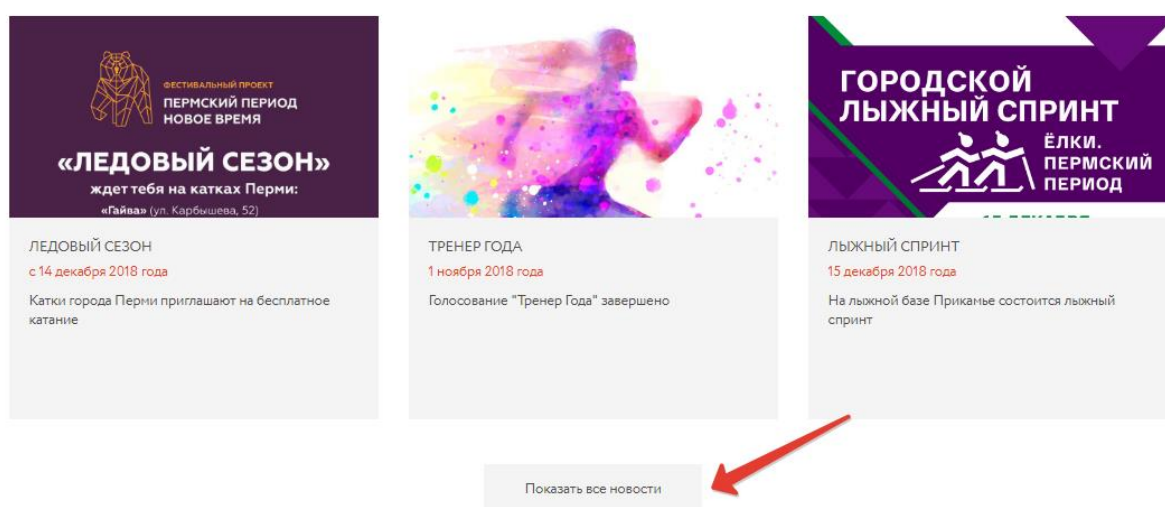 ФЕСТИВАЛЬНЫЙ ПРОЕКТ
ПЕРМСКИЙ ПЕРИОД
НОВОЕ ВРЕМЯ
«ЛЕДОВЫЙ СЕЗОН»
ждет тебя на катках Перми:
«Гайва» (ул. Карбышева, 52)
ЛЕДОВЫЙ СЕЗОН
с 14 декабря 2018 года
Катки города Перми приглашают на бесплатное
катание
ТРЕНЕР ГОДА
1 ноября 2018 года
Голосование "Тренер Года" завершено
ГОРОДСКОЙ
ЛЫЖНЫЙ СПРИНТ
ЁЛКИ.
ПЕРМСКИЙ
ПЕРИОД
ЛЫЖНЫЙ СПРИНТ
15 декабря 2018 года
На лыжной базе Прикамье состоится лыжный
спринт
Показать все новости